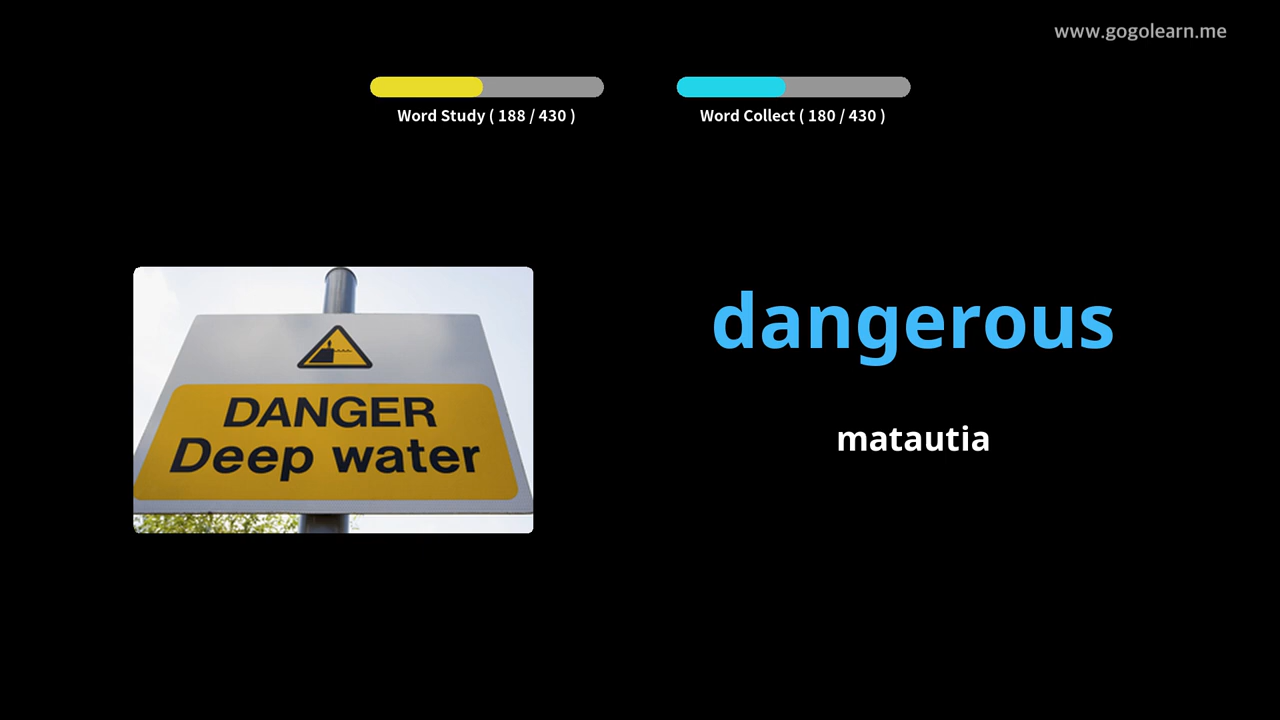 www.gogolearn.me
Word Study ( 188 / 430 )
Word Collect ( 180 / 430 )
DANGER
Deep water
dangerous
matautia